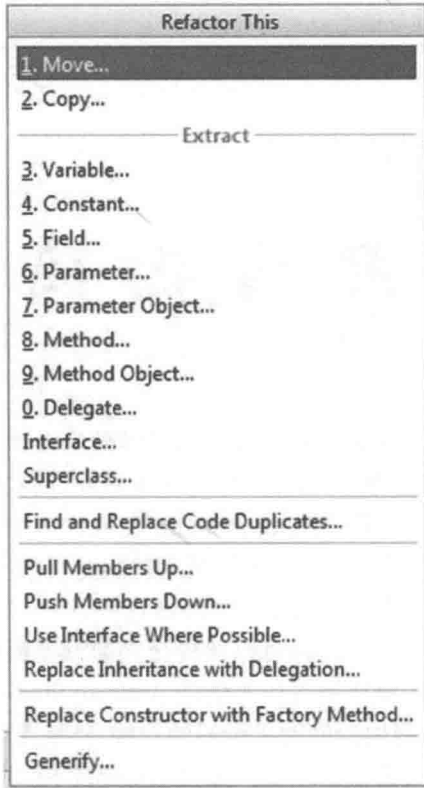 Refactor This
1. Move...
2. Copy...
Extract
3. Variable...
4. Constant...
5. Field...
6. Parameter...
7. Parameter Object...
8. Method...
9. Method Object...
0. Delegate...
Interface...
Superclass...
Find and Replace Code Duplicates...
Pull Members Up...
Push Members Down...
Use Interface Where Possible...
Replace Inheritance with Delegation...
Replace Constructor with Factory Method...
Generify...